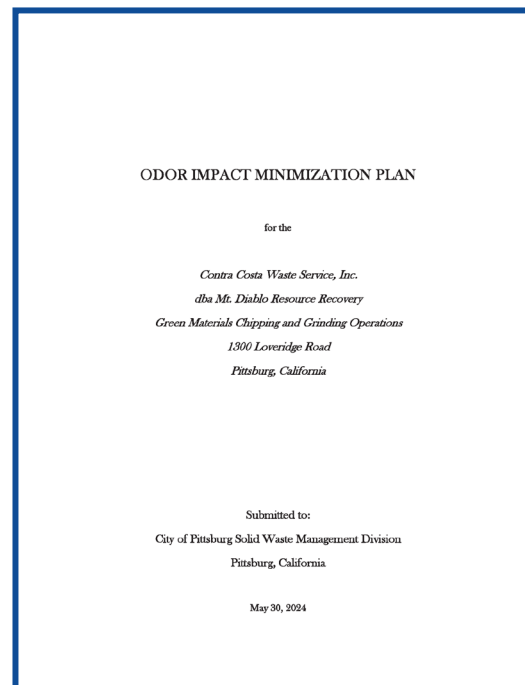 ODOR IMPACT MINIMIZATION PLAN
for the
Contra Costa Waste Service, Inc.
dba Mt. Diablo Resource Recovery
Green Materials Chipping and Grinding Operations
1300 Loveridge Road
Pittsburg, California
Submitted to:
City of Pittsburg Solid Waste Management Division
Pittsburg, California
May 30, 2024